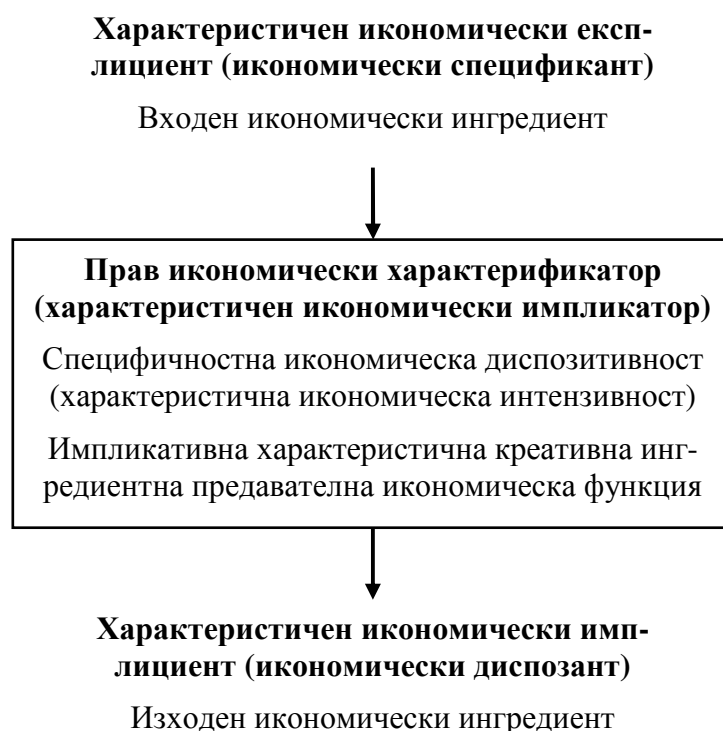 Характеристичен икономически експ-
лициент (икономически спецификант)
Входен икономически ингредиент
Прав икономически характерификатор
(характеристичен икономически импликатор)
Специфичностна икономическа диспозитивност
(характеристична икономическа интензивност)
Импликативна характеристична креативна инг-
редиентна предавателна икономическа функция
Характеристичен икономически имп-
лициент (икономически диспозант)
Изходен икономически ингредиент